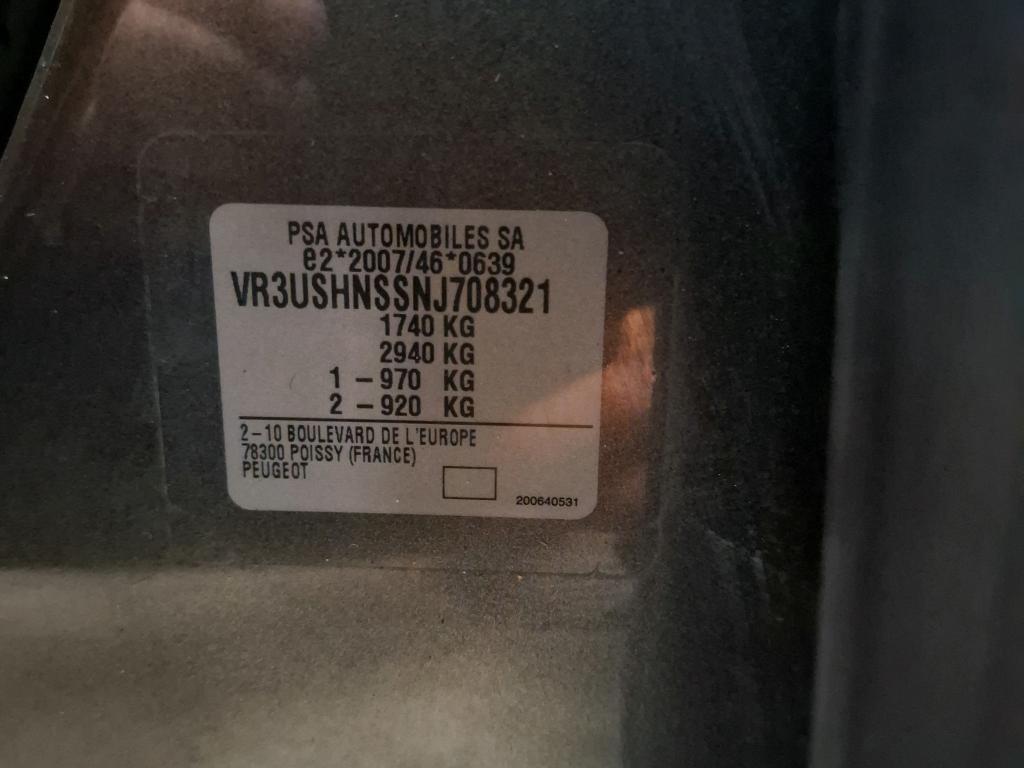 PSA AUTOMOBILES SA
e2*2007/46*0639
VR3USHNSSNJ708321
1740 KG
2940 KG
1 – 970 KG
2 – 920 KG
2–10 BOULEVARD DE L'EUROPE
78300 POISSY (FRANCE)
PEUGEOT
200640531